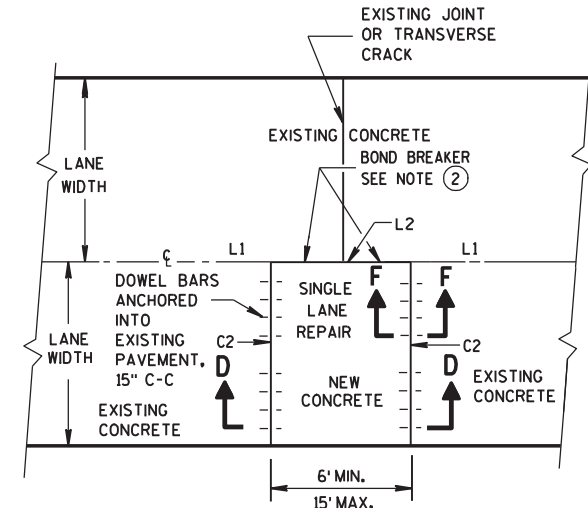 EXISTING JOINT
OR TRANSVERSE
CRACK
EXISTING CONCRETE
BOND BREAKER
SEE NOTE 2
LANE
WIDTH
L2
℄
L1
L1
DOWEL BARS
ANCHORED
INTO
EXISTING
PAVEMENT,
15" C-C
SINGLE
LANE
REPAIR
F
F
C2
C2
LANE
WIDTH
D
D
NEW
CONCRETE
EXISTING
CONCRETE
EXISTING
CONCRETE
6' MIN.
15' MAX.